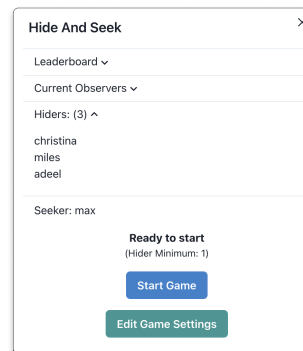 Hide And Seek
Leaderboard
Current Observers
Hiders: (3)
christina
miles
adeel
Seeker: max
Ready to start
(Hider Minimum: 1)
Start Game
Edit Game Settings